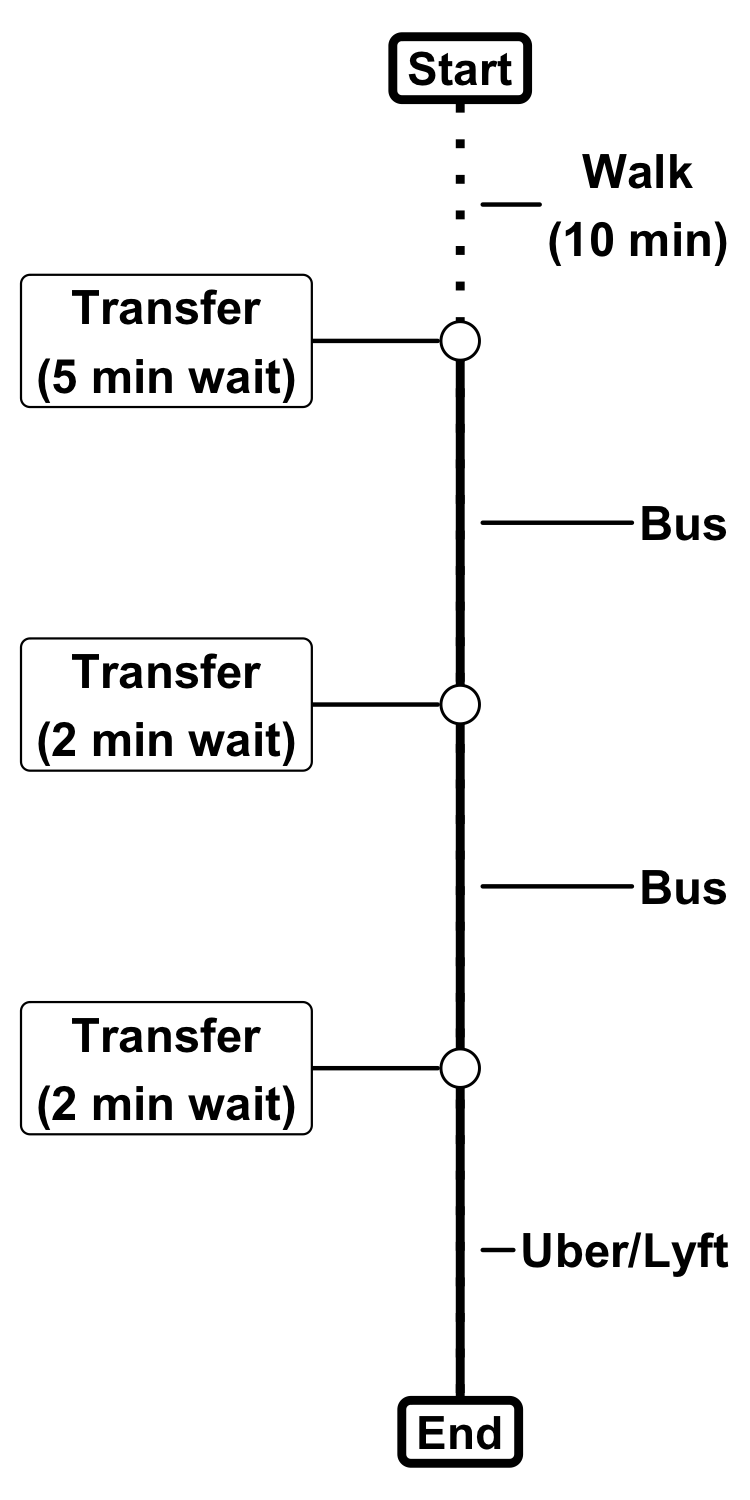 Start
Walk
(10 min)
Transfer
(5 min wait)
Bus
Transfer
(2 min wait)
Bus
Transfer
(2 min wait)
Uber/Lyft
End